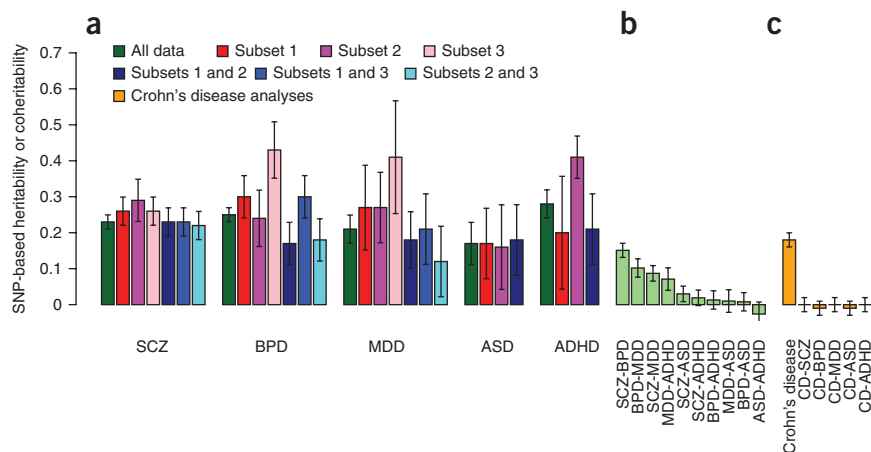 a
b
c
SNP-based heritability or coheritability
0.7
0.6
0.5
0.4
0.3
0.2
0.1
0
All data
Subset 1
Subset 2
Subset 3
Subsets 1 and 2
Subsets 1 and 3
Subsets 2 and 3
Crohn's disease analyses
SCZ
BPD
MDD
ASD
ADHD
SCZ-BPD
BPD-MDD
SCZ-MDD
MDD-ADHD
SCZ-ASD
SCZ-ADHD
BPD-ADHD
MDD-ASD
BPD-ASD
ASD-ADHD
Crohn's disease
CD-SCZ
CD-BPD
CD-MDD
CD-ASD
CD-ADHD